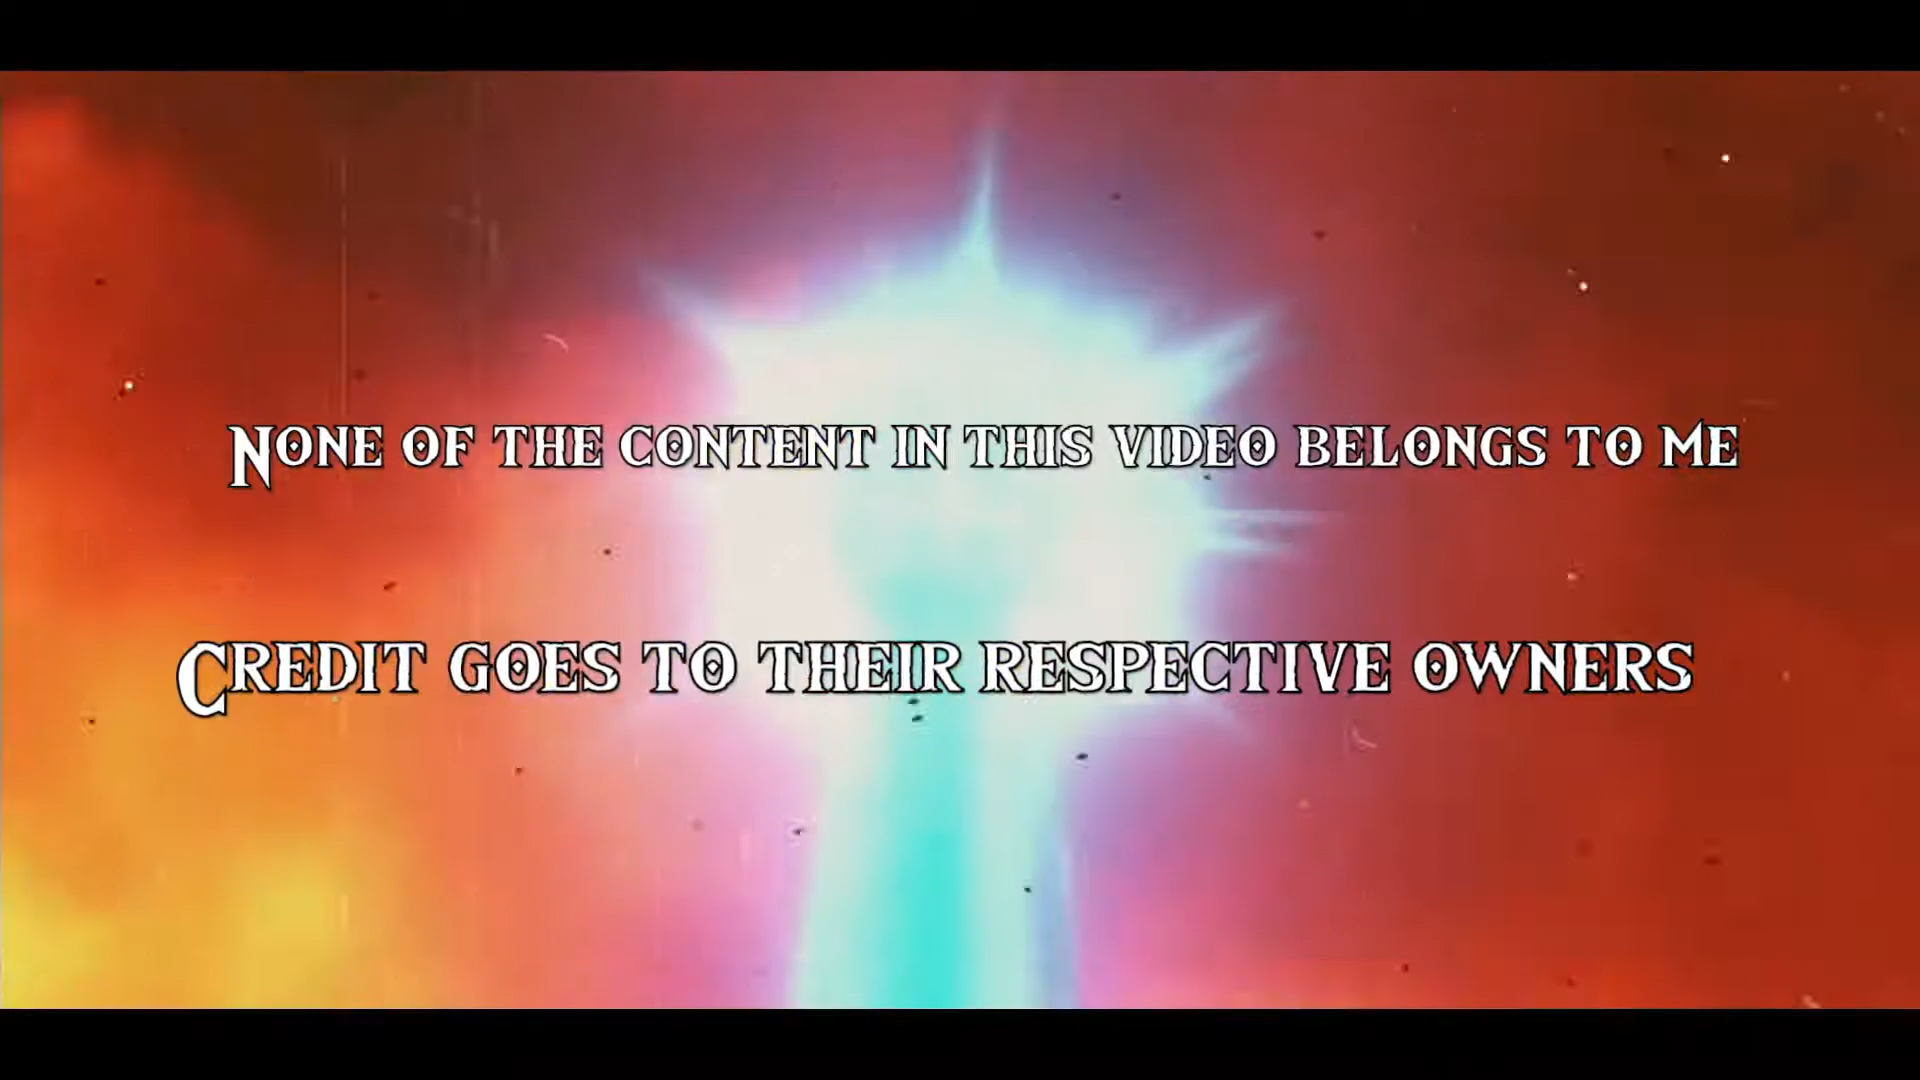 None of the content in this video belongs to me
Credit goes to their respective owners